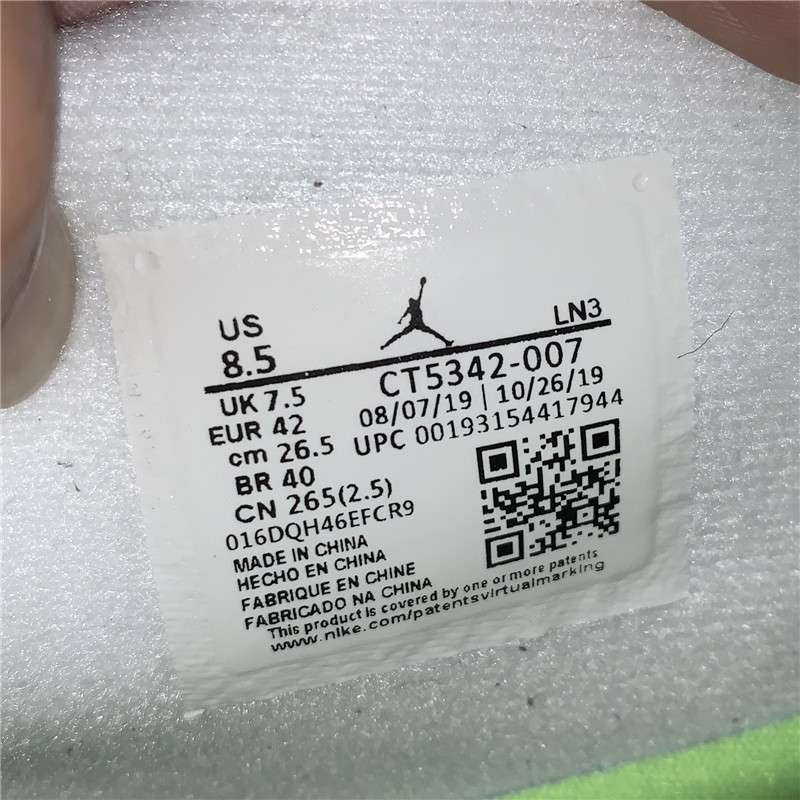 US
8.5
LN3
UK 7.5
CT5342-007
EUR 42
08/07/19 | 10/26/19
cm 26.5
UPC 00193154417944
BR 40
CN 265(2.5)
016DQH46EFCR9
MADE IN CHINA
HECHO EN CHINA
FABRIQUE EN CHINE
FABRICADO NA CHINA
This product is covered by one or more patents
www.nike.com/patentsvirtualmarking